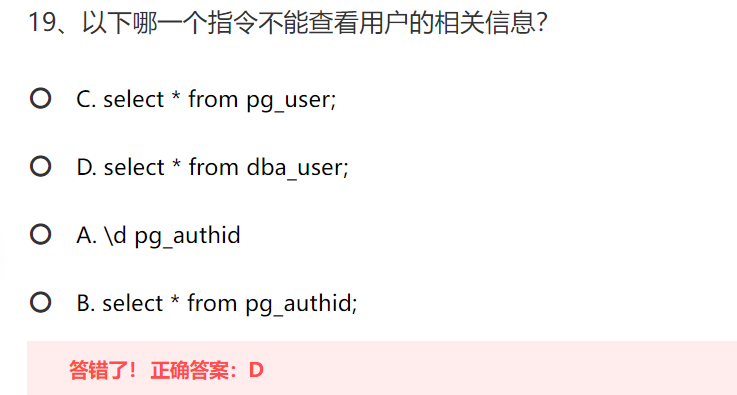 19、以下哪一个指令不能查看用户的相关信息？
C. select * from pg_user;
D. select * from dba_user;
A. \d pg_authid
B. select * from pg_authid;
答错了！正确答案：D